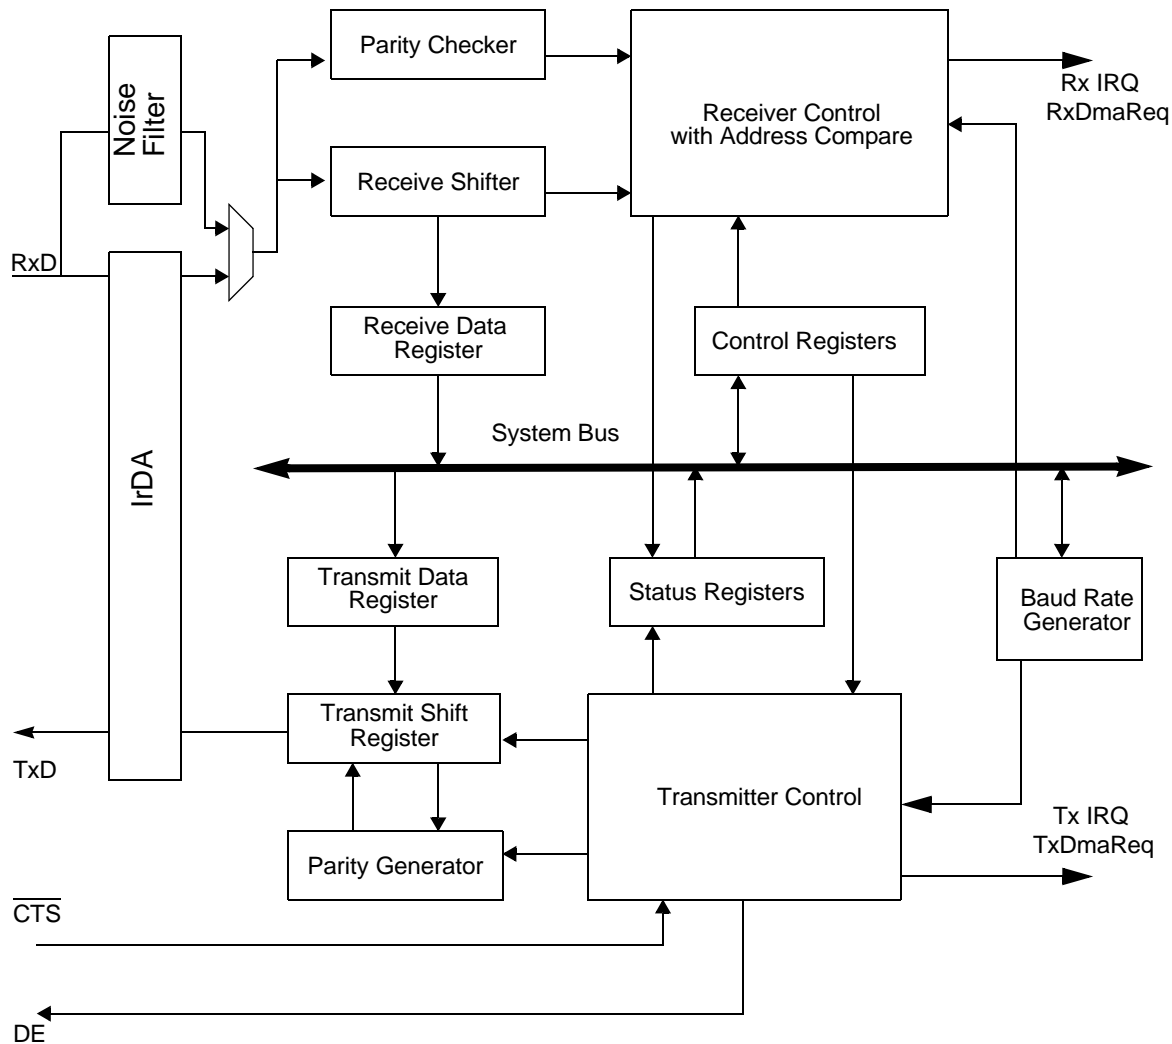 Parity Checker
Noise
Filter
Rx IRQ
RxDmaReq
Receiver Control
with Address Compare
Receive Shifter
RxD
Receive Data
Register
Control Registers
System Bus
IrDA
Transmit Data
Register
Status Registers
Baud Rate
Generator
Transmit Shift
Register
TxD
Transmitter Control
Tx IRQ
TxDmaReq
Parity Generator
CTS
DE